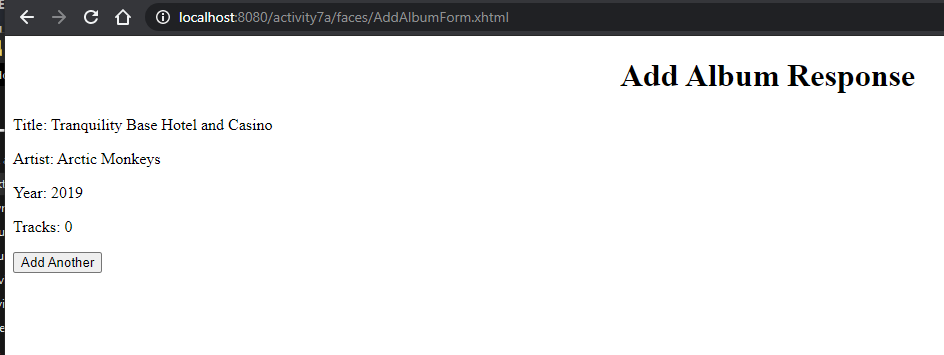 localhost:8080/activity7a/faces/AddAlbumForm.xhtml
Add Album Response
Title: Tranquility Base Hotel and Casino
Artist: Arctic Monkeys
Year: 2019
Tracks: 0
Add Another